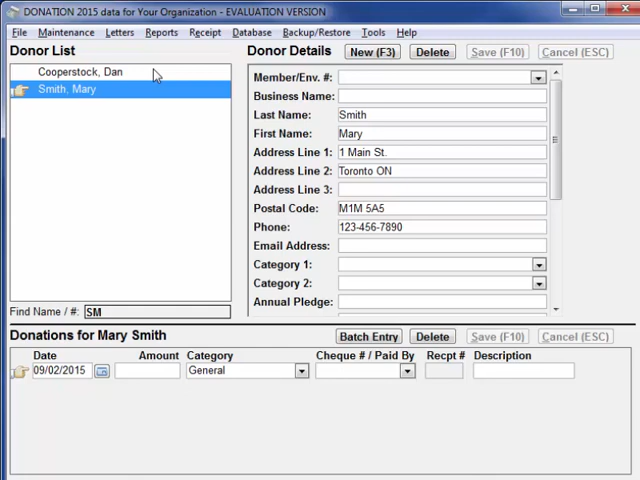 DONATION 2015 data for Your Organization - EVALUATION VERSION
File Maintenance Letters Reports Receipt Database Backup/Restore Tools Help
Donor List
Cooperstock, Dan
Smith, Mary
Find Name / #: SM
Donor Details New (F3) Delete Save (F10) Cancel (ESC)
Member/Env. #:
Business Name:
Last Name: Smith
First Name: Mary
Address Line 1: 1 Main St.
Address Line 2: Toronto ON
Address Line 3:
Postal Code: M1M 5A5
Phone: 123-456-7890
Email Address:
Category 1:
Category 2:
Annual Pledge:
Donations for Mary Smith Batch Entry Delete Save (F10) Cancel (ESC)
Date Amount Category Cheque # / Paid By Recpt # Description
09/02/2015 General